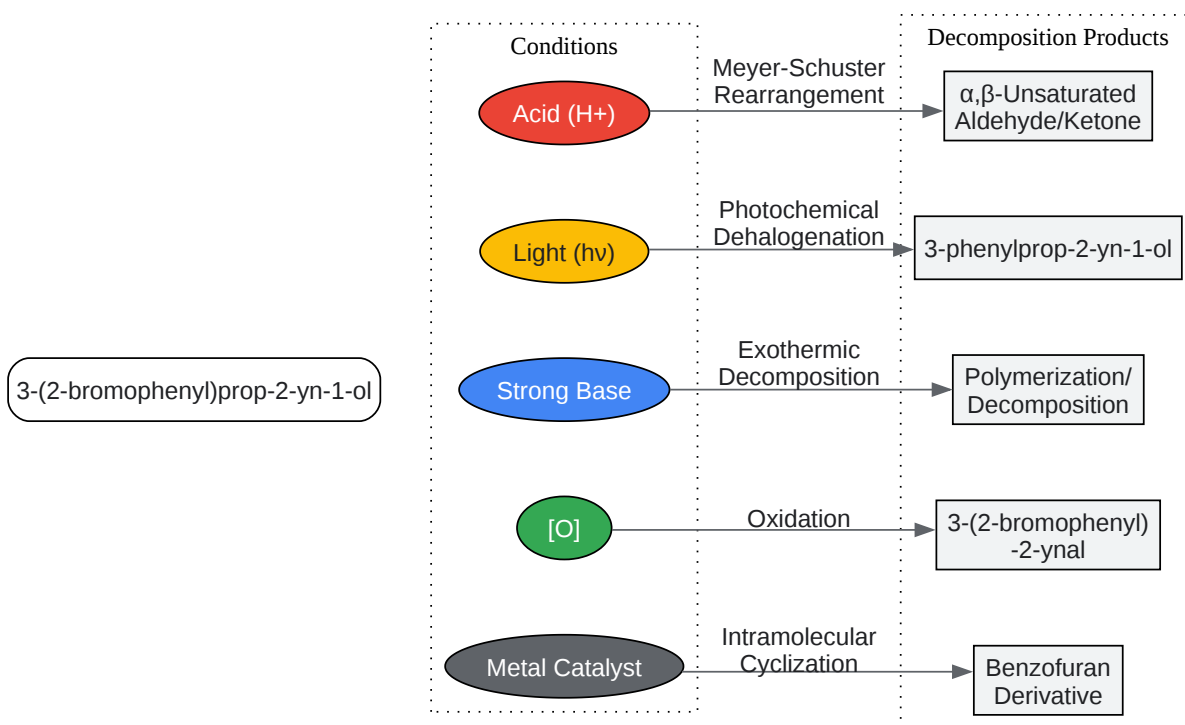 Conditions
Decomposition Products
Meyer-Schuster
Rearrangement
Acid (H+)
α,β-Unsaturated
Aldehyde/Ketone
Photochemical
Dehalogenation
Light (hν)
3-phenylprop-2-yn-1-ol
3-(2-bromophenyl)prop-2-yn-1-ol
Exothermic
Decomposition
Strong Base
Polymerization/
Decomposition
[O]
Oxidation
3-(2-bromophenyl)
-2-ynal
Intramolecular
Cyclization
Metal Catalyst
Benzofuran
Derivative